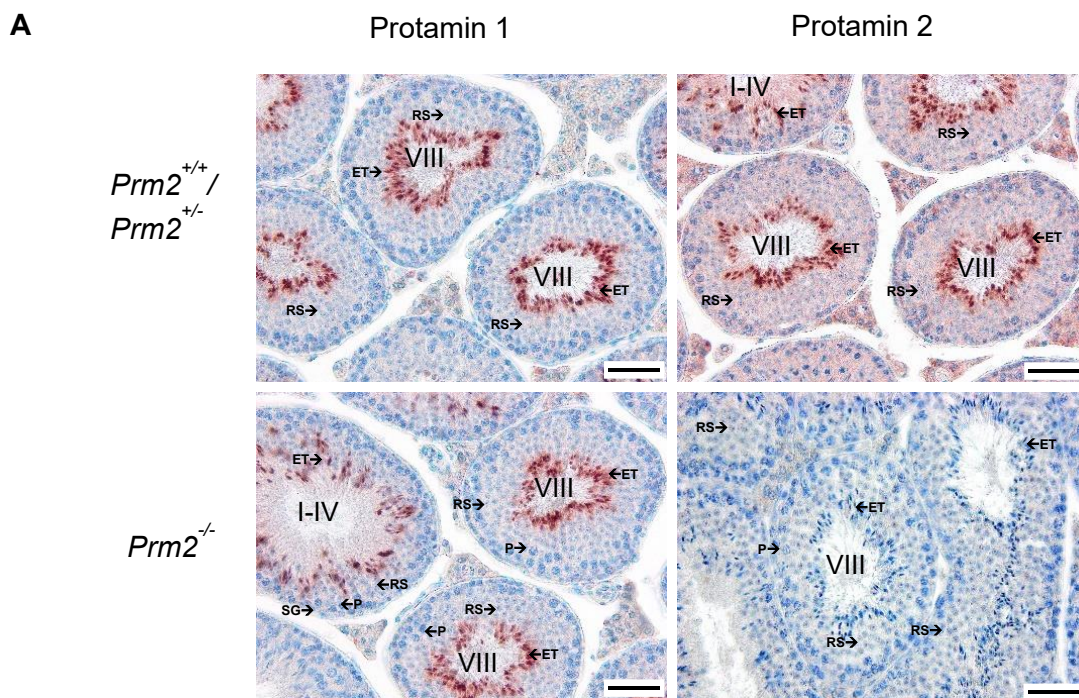 A
Protamin 1
Protamin 2
Prm2+/+/
Prm2+/-
RS→
VIII
ET→
VIII
←ET
RS→
RS→
I-IV
←ET
RS→
VIII
←ET
RS→
←ET
VIII
RS→
Prm2-/-
ET→
I-IV
←RS
←P
SG→
←ET
VIII
RS→
P→
RS→
←P
←ET
VIII
RS→
←ET
←ET
P→
VIII
RS→
RS→